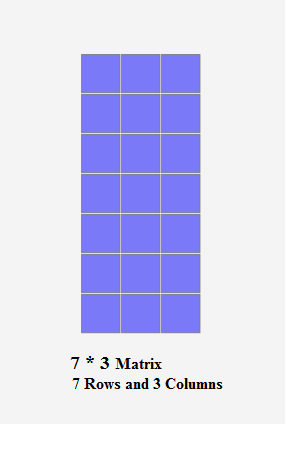 7 * 3 Matrix
7 Rows and 3 Columns